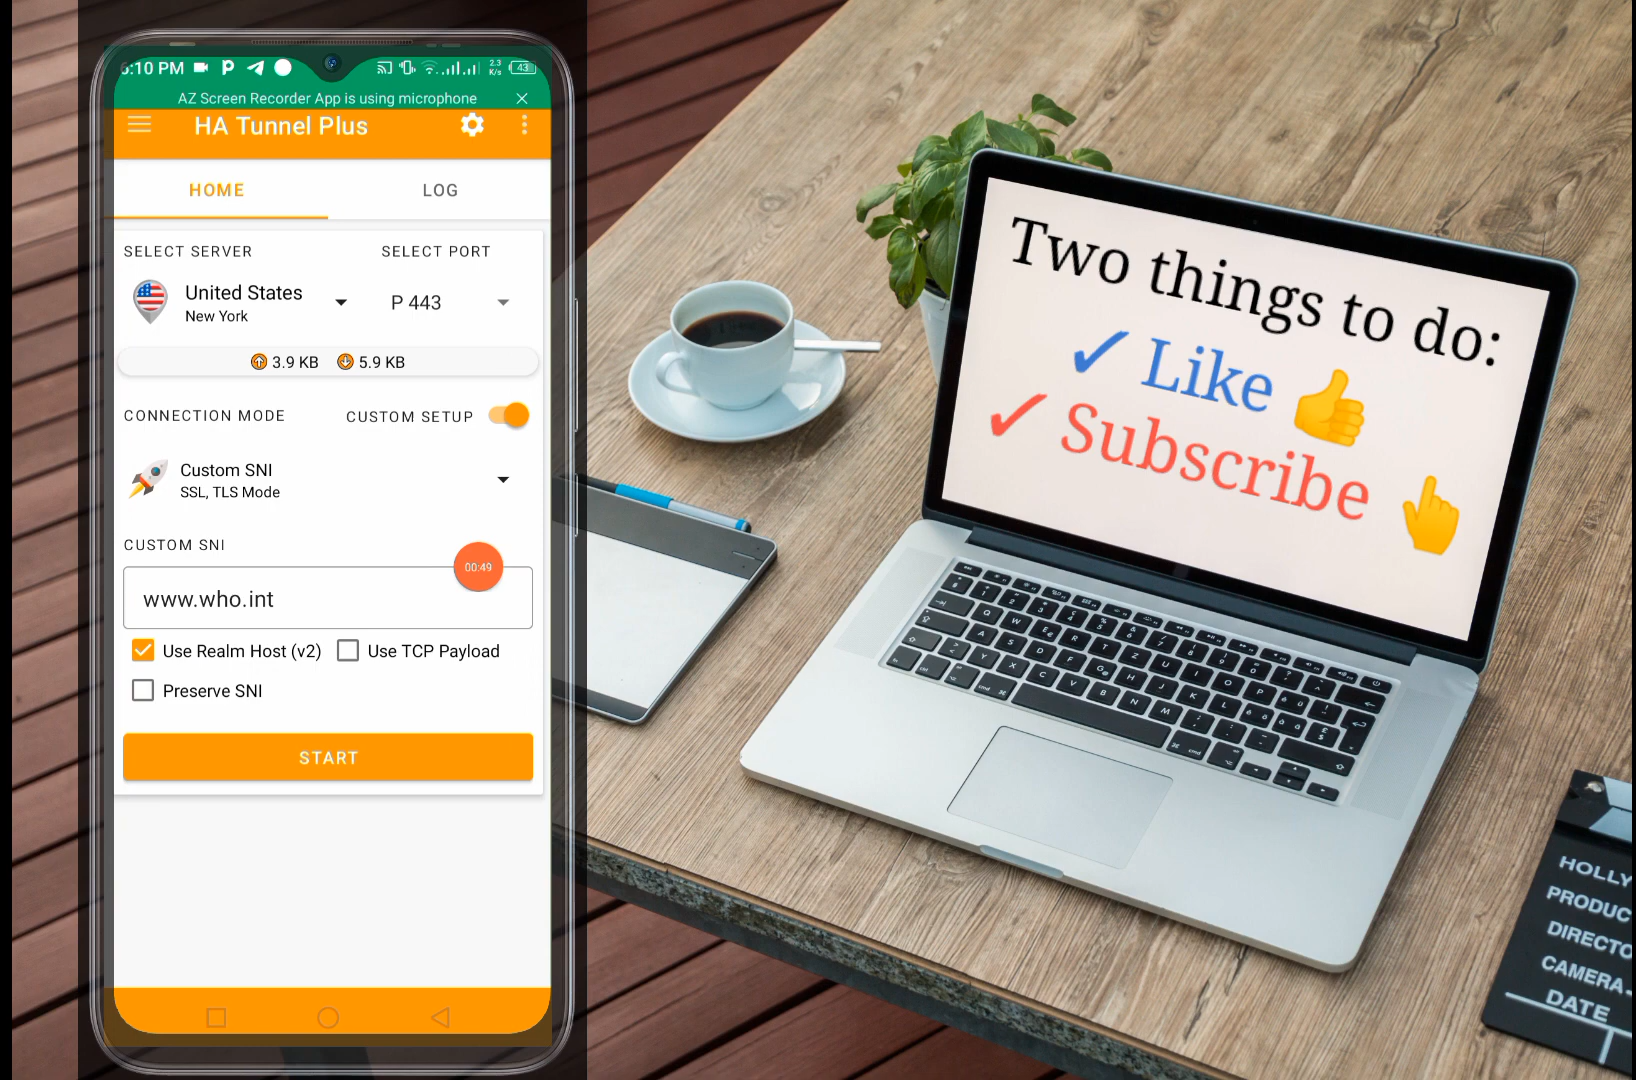 6:10 PM
2.3
K/s
43
AZ Screen Recorder App is using microphone
HA Tunnel Plus
HOME
LOG
SELECT SERVER
SELECT PORT
United States
New York
P 443
3.9 KB
5.9 KB
CONNECTION MODE
CUSTOM SETUP
Custom SNI
SSL, TLS Mode
CUSTOM SNI
00:49
www.who.int
Use Realm Host (v2)
Use TCP Payload
Preserve SNI
START
Two things to do:
✓ Like 👍
✓ Subscribe 👆
HOLLY
PRODUC
DIRECTO
CAMERA
DATE